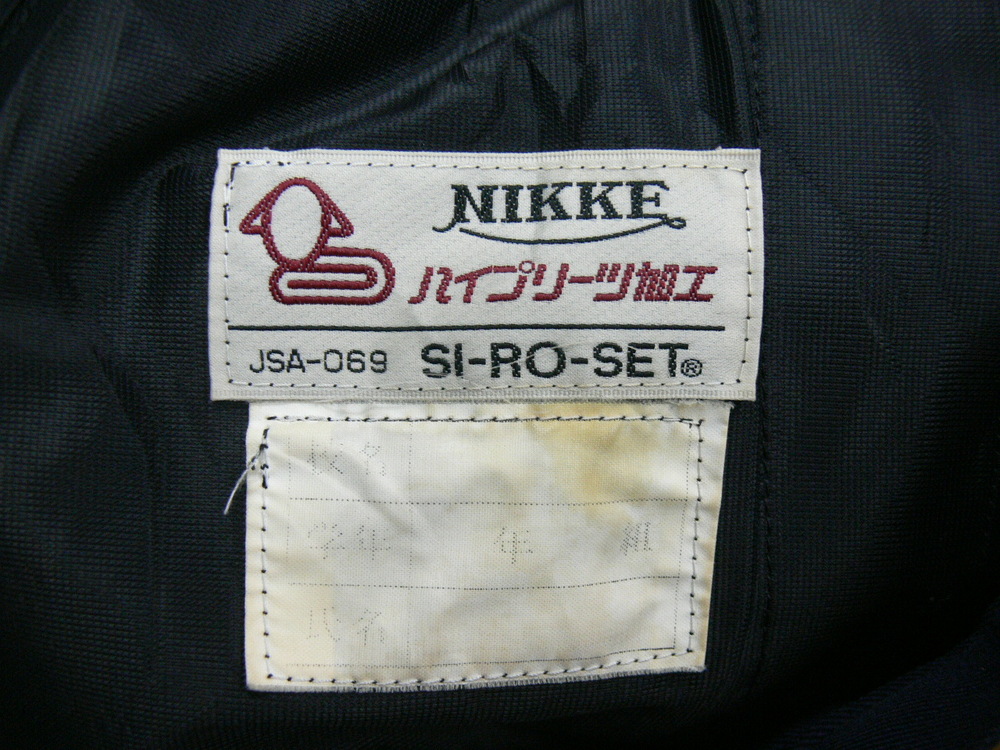 NIKKE
ハイプリーツ加工
JSA-069 SI-RO-SET®
校名
学年 年 組
氏名